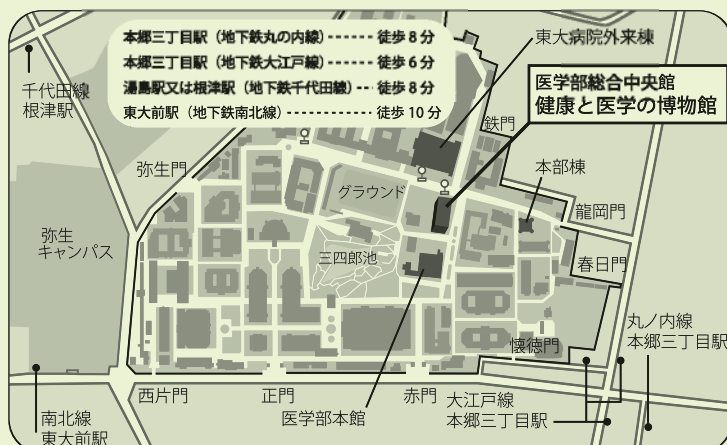 本郷三丁目駅（地下鉄丸の内線）------ 徒歩 8 分
本郷三丁目駅（地下鉄大江戸線）------ 徒歩 6 分
湯島駅又は根津駅（地下鉄千代田線）-- 徒歩 8 分
東大前駅（地下鉄南北線）------------ 徒歩 10 分
東大病院外来棟
千代田線
根津駅
医学部総合中央館
健康と医学の博物館
鉄門
弥生門
本部棟
グラウンド
龍岡門
弥生
キャンパス
三四郎池
春日門
丸ノ内線
本郷三丁目駅
懐徳門
西片門
正門
赤門
大江戸線
本郷三丁目駅
医学部本館
南北線
東大前駅